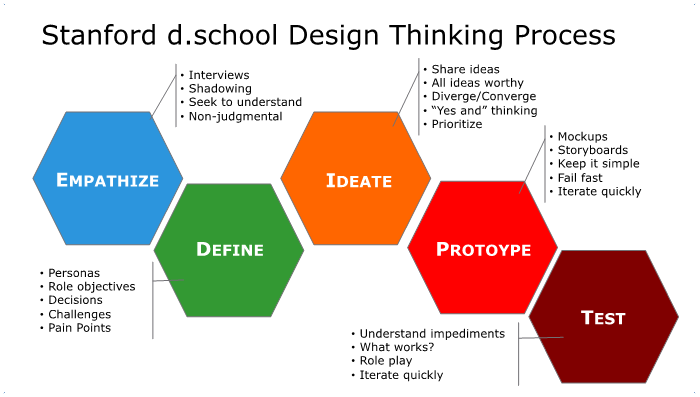 Stanford d.school Design Thinking Process
• Interviews
• Shadowing
• Seek to understand
• Non-judgmental
• Share ideas
• All ideas worthy
• Diverge/Converge
• “Yes and” thinking
• Prioritize
• Mockups
• Storyboards
• Keep it simple
• Fail fast
• Iterate quickly
EMPATHIZE
IDEATE
DEFINE
PROTOYPE
TEST
• Personas
• Role objectives
• Decisions
• Challenges
• Pain Points
• Understand impediments
• What works?
• Role play
• Iterate quickly